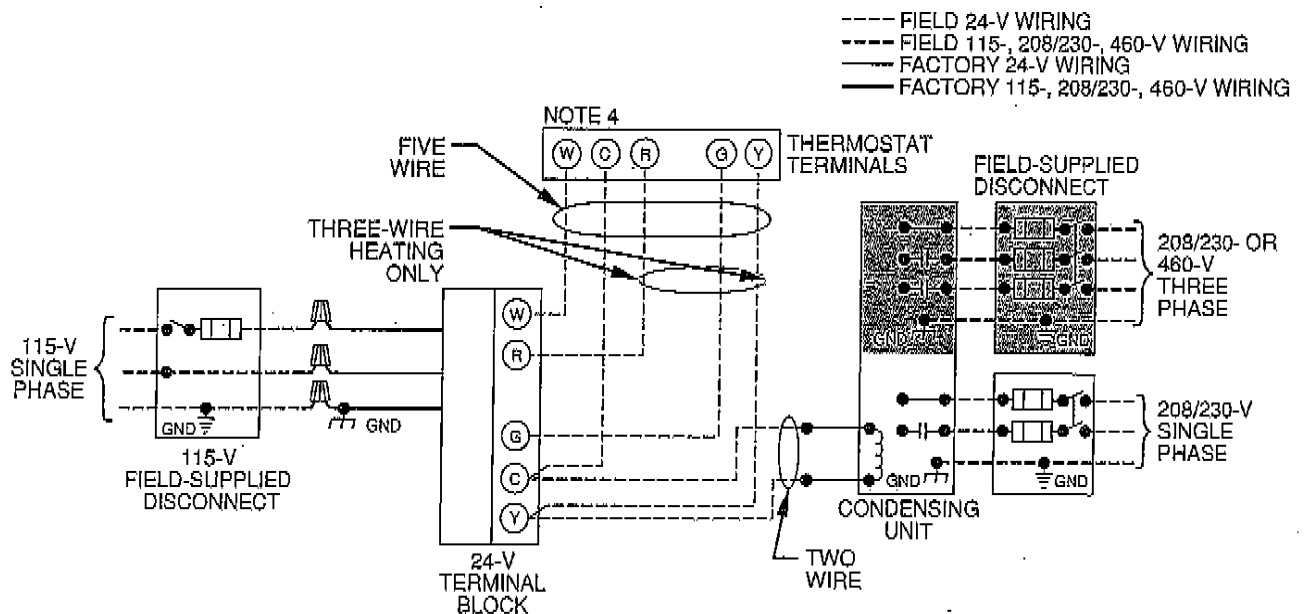 FIELD 24-V WIRING
FIELD 115-, 208/230-, 460-V WIRING
FACTORY 24-V WIRING
FACTORY 115-, 208/230-, 460-V WIRING
NOTE 4
FIVE
WIRE
W C R G Y
THERMOSTAT
TERMINALS
FIELD-SUPPLIED
DISCONNECT
THREE-WIRE
HEATING
ONLY
208/230- OR
460-V
THREE
PHASE
GND
GND
W
R
G
C
Y
115-V
SINGLE
PHASE
GND
GND
115-V
FIELD-SUPPLIED
DISCONNECT
208/230-V
SINGLE
PHASE
GND
GND
CONDENSING
UNIT
TWO
WIRE
24-V
TERMINAL
BLOCK